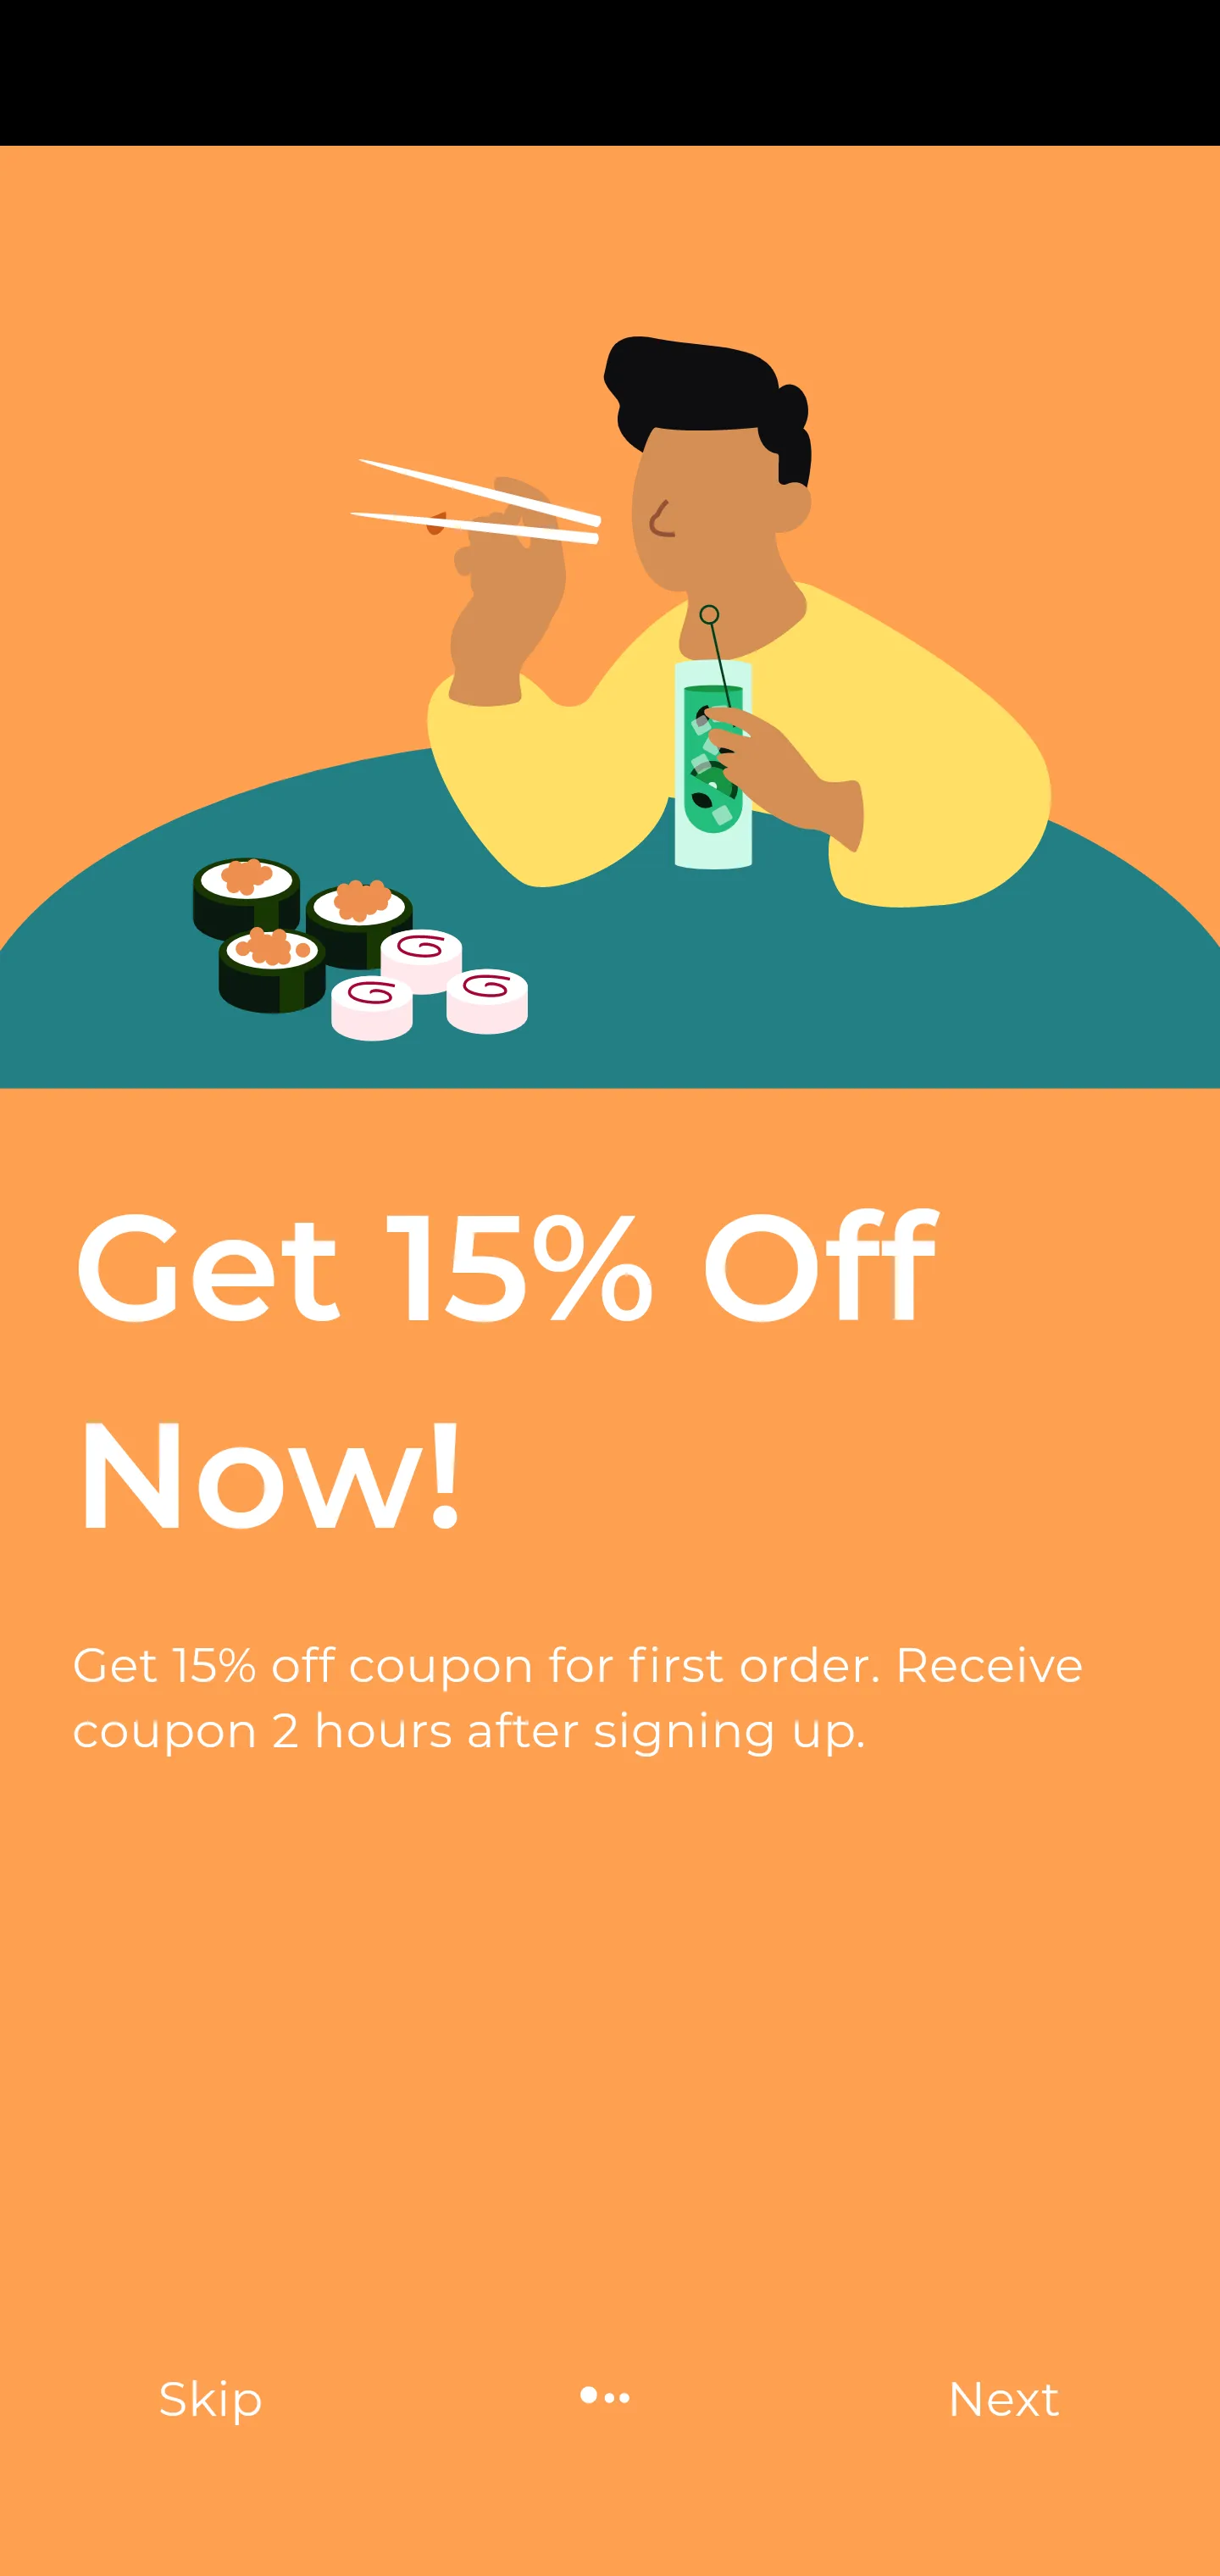 Get 15% Off
Now!
Get 15% off coupon for first order. Receive
coupon 2 hours after signing up.
Skip
Next